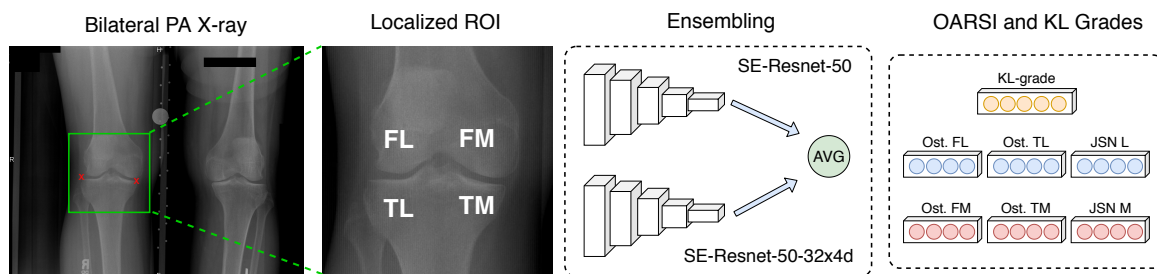 Bilateral PA X-ray
Localized ROI
Ensembling
OARSI and KL Grades
H
R
FL
FM
TL
TM
SE-Resnet-50
AVG
SE-Resnet-50-32x4d
KL-grade
Ost. FL
Ost. TL
JSN L
Ost. FM
Ost. TM
JSN M